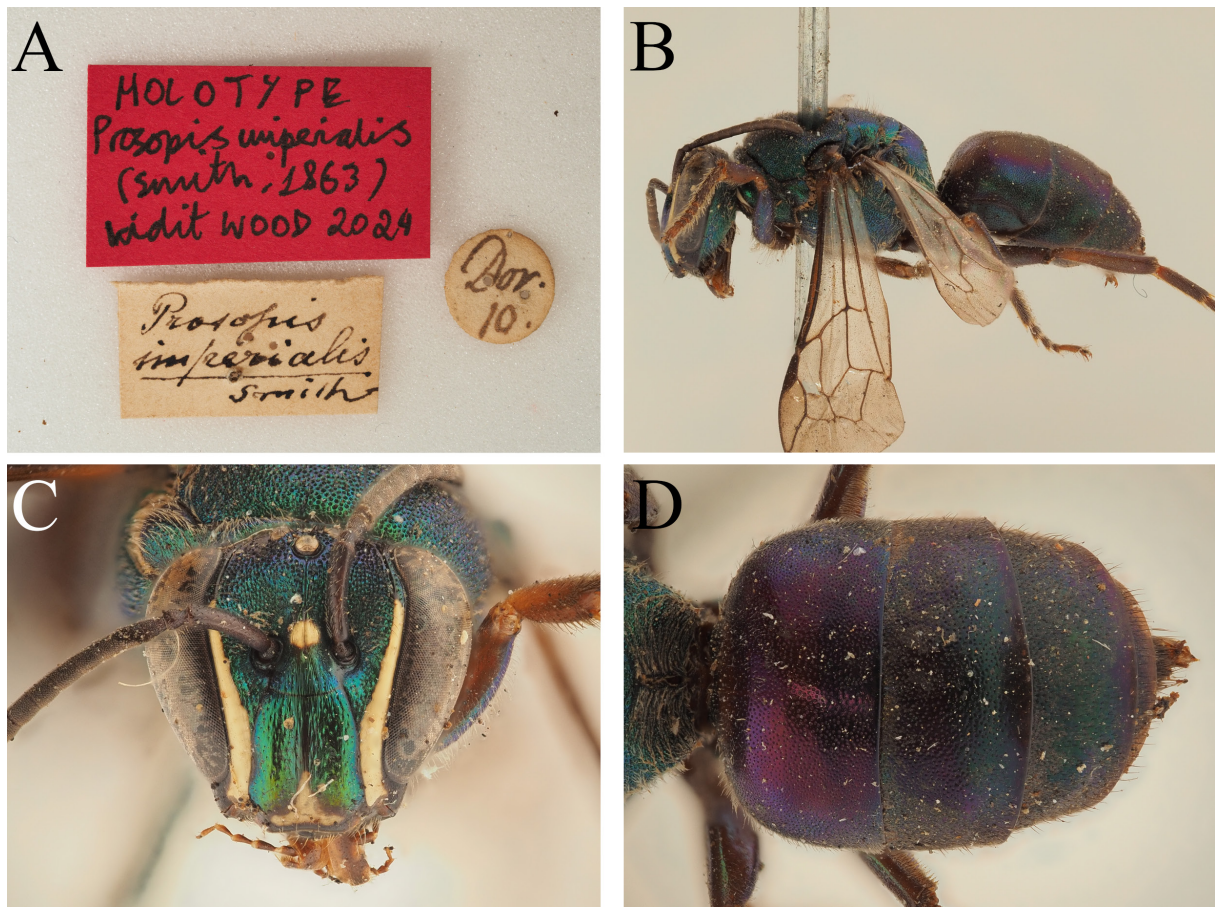 A
HOLOTYPE
Prosopis imperialis
(Smith, 1863)
vidit WOOD 2024
Dor.
10.
Prosopis
imperialis
Smith
B
C
D